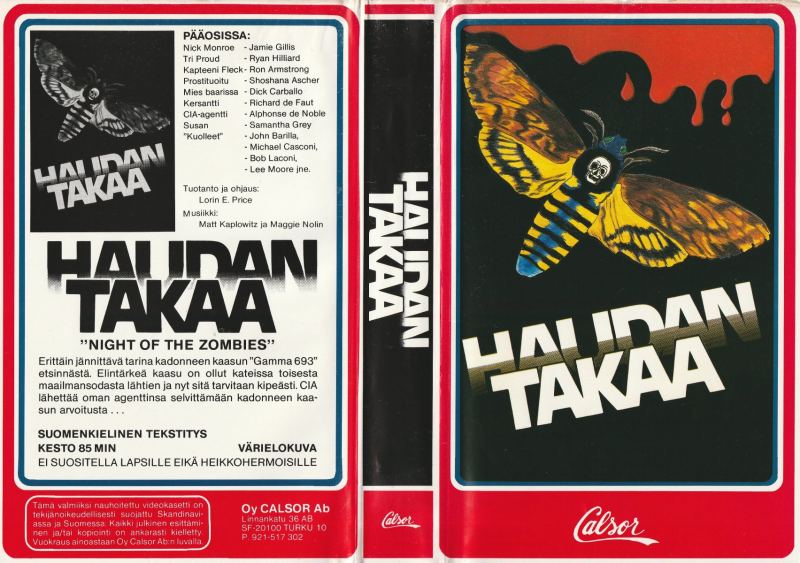 HAUDAN
TAKAA
PÄÄOSISSA:
Nick Monroe - Jamie Gillis
Tri Proud - Ryan Hilliard
Kapteeni Fleck - Ron Armstrong
Prostituoitu - Shoshana Ascher
Mies baarissa - Dick Carballo
Kersantti - Richard de Faut
CIA-agentti - Alphonse de Noble
Susan - Samantha Grey
"Kuolleet" - John Barilla,
- Michael Casconi,
- Bob Laconi,
- Lee Moore jne.
Tuotanto ja ohjaus:
Lorin E. Price
Musiikki:
Matt Kaplowitz ja Maggie Nolin
HAUDAN
TAKAA
"NIGHT OF THE ZOMBIES"
Erittäin jännittävä tarina kadonneen kaasun "Gamma 693"
etsinnästä. Elintärkeä kaasu on ollut kateissa toisesta
maailmansodasta lähtien ja nyt sitä tarvitaan kipeästi. CIA
lähettää oman agenttinsa selvittämään kadonneen kaa-
sun arvoitusta . . .
SUOMENKIELINEN TEKSTITYS
KESTO 85 MIN VÄRIELOKUVA
EI SUOSITELLA LAPSILLE EIKÄ HEIKKOHERMOISILLE
Tämä valmiiksi nauhoitettu videokasetti on
tekijänoikeudellisesti suojattu Skandinavi-
assa ja Suomessa. Kaikki julkinen esittämi-
nen ja/tai kopiointi on ankarasti kielletty.
Vuokraus ainoastaan Oy Calsor Ab:n luvalla.
Oy CALSOR Ab
Linnankatu 36 AB
SF-20100 TURKU 10
P. 921-517 302
HAUDAN
TAKAA
Calsor
HAUDAN
TAKAA
Calsor